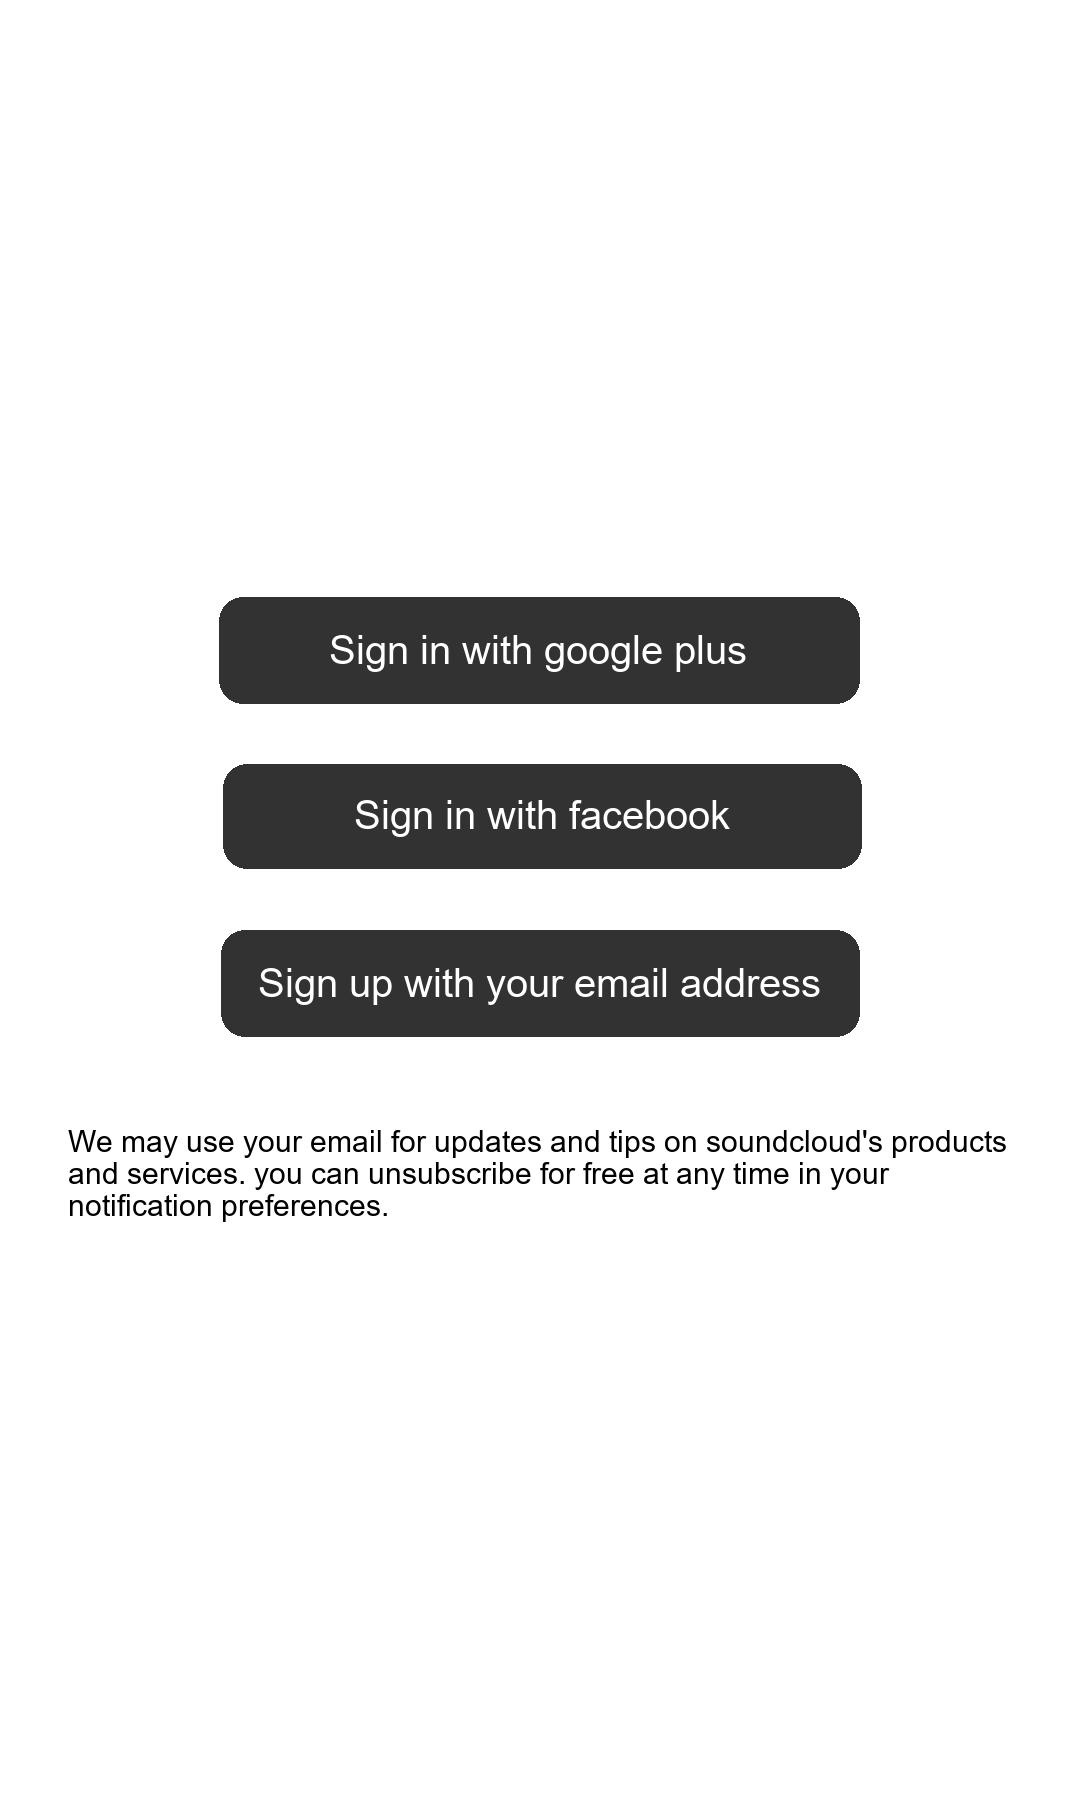 Sign in with google plus
Sign in with facebook
Sign up with your email address
We may use your email for updates and tips on soundcloud's products
and services. you can unsubscribe for free at any time in your
notification preferences.